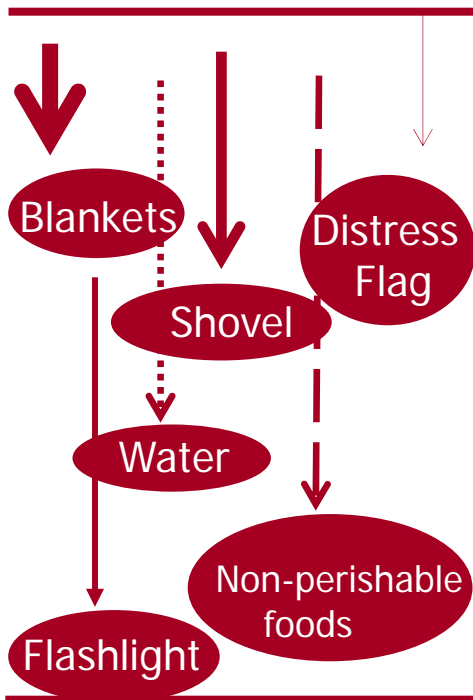 Blankets
Distress
Flag
Shovel
Water
Non-perishable
foods
Flashlight